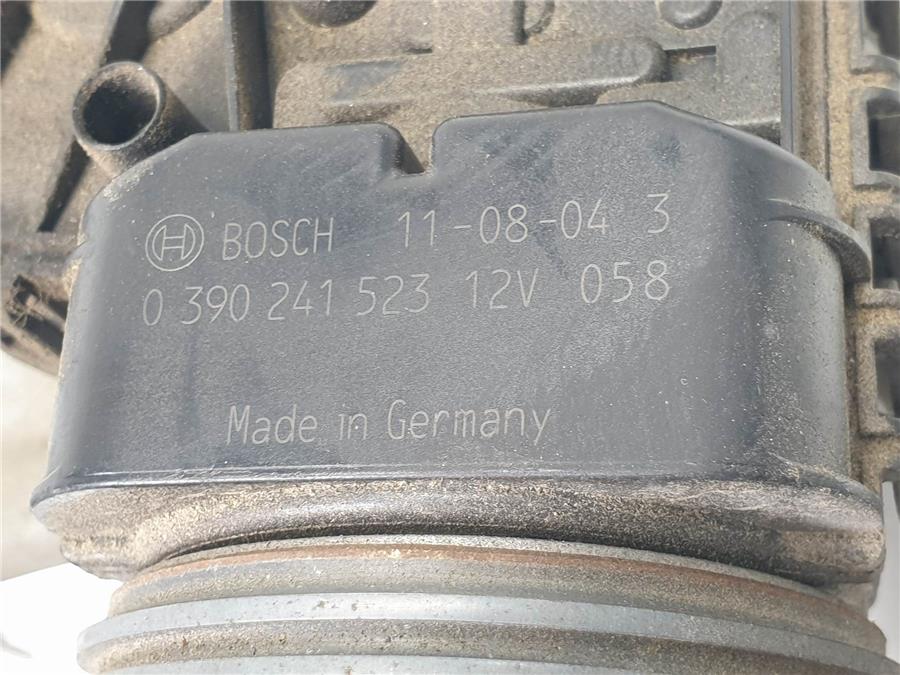 BOSCH 11-08-04 3
0 390 241 523 12V 058
Made in Germany